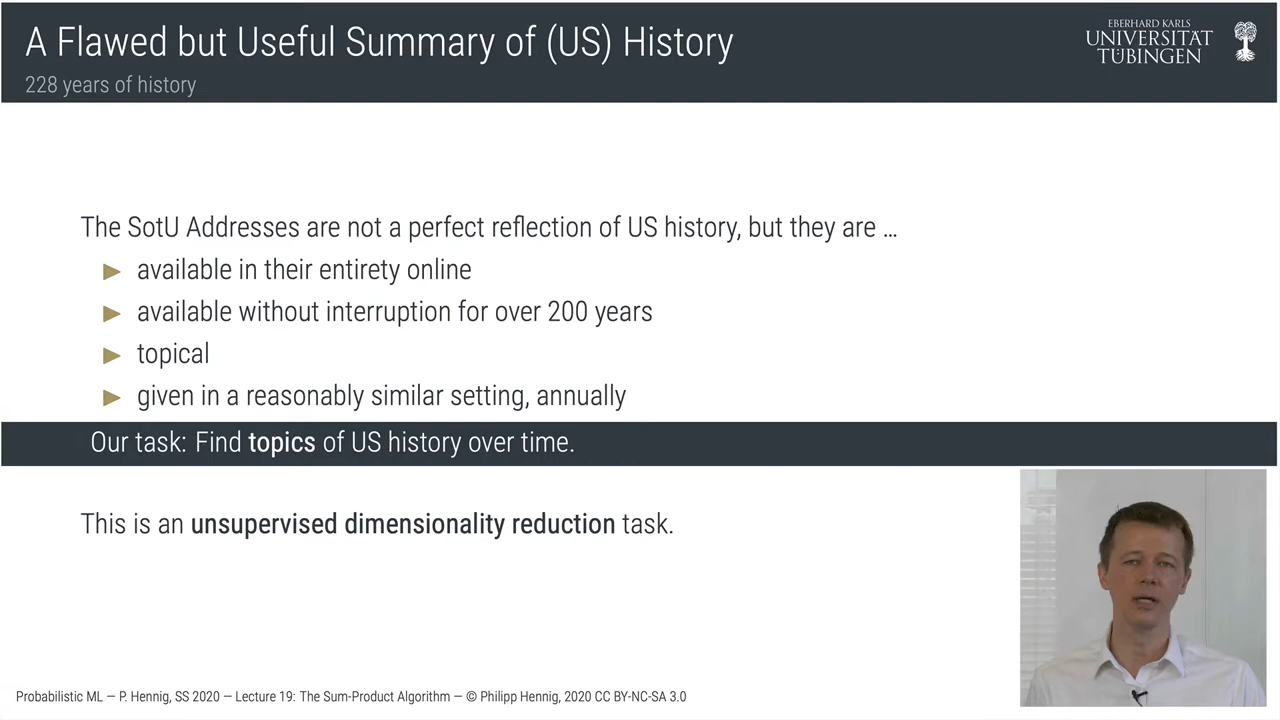 A Flawed but Useful Summary of (US) History
228 years of history
EBERHARD KARLS
UNIVERSITÄT
TÜBINGEN
The SotU Addresses are not a perfect reflection of US history, but they are …
► available in their entirety online
► available without interruption for over 200 years
► topical
► given in a reasonably similar setting, annually
Our task: Find topics of US history over time.
This is an unsupervised dimensionality reduction task.
Probabilistic ML — P. Hennig, SS 2020 — Lecture 19: The Sum-Product Algorithm — © Philipp Hennig, 2020 CC BY-NC-SA 3.0